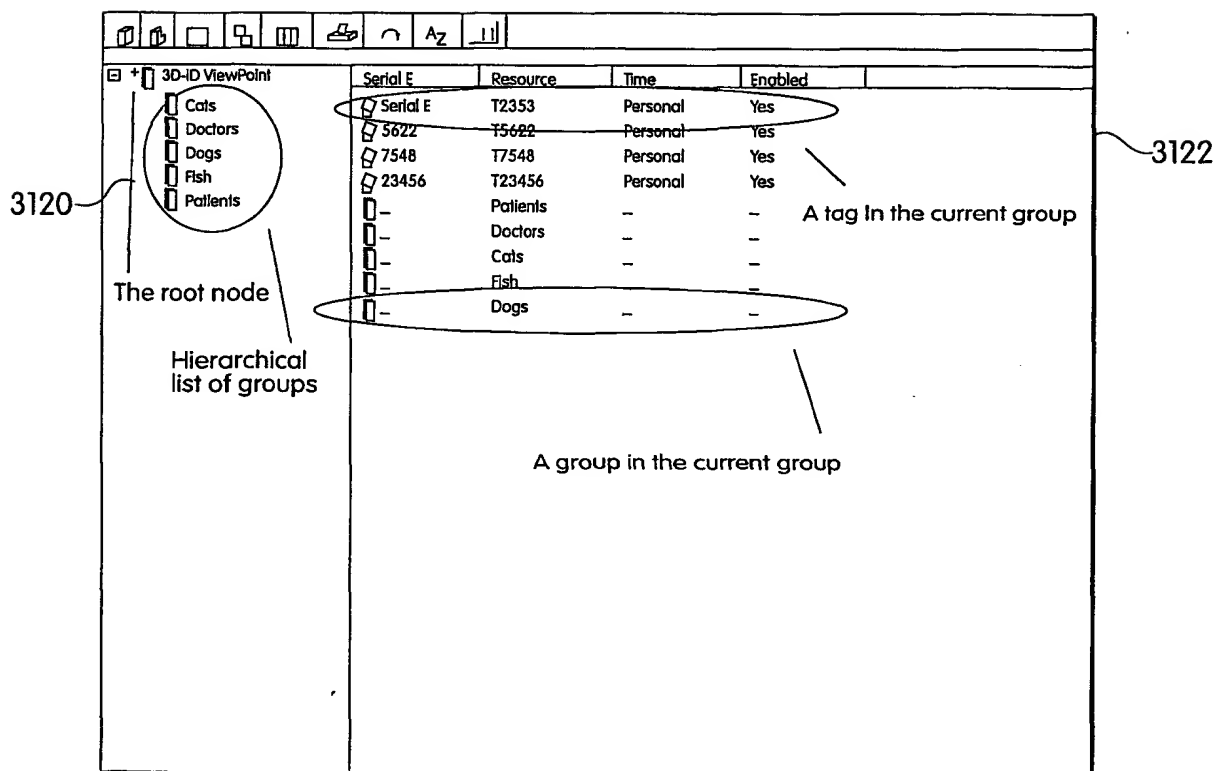 AZ
3D-ID ViewPoint
Cats
Doctors
Dogs
Fish
Patients
3120
The root node
Hierarchical
list of groups
Serial E Resource Time Enabled
Serial E T2353 Personal Yes
5622 T5622 Personal Yes
7548 T7548 Personal Yes
23456 T23456 Personal Yes
_ Patients _ _
_ Doctors _ _
_ Cats _ _
_ Fish _ _
_ Dogs _ _
3122
A tag in the current group
A group in the current group